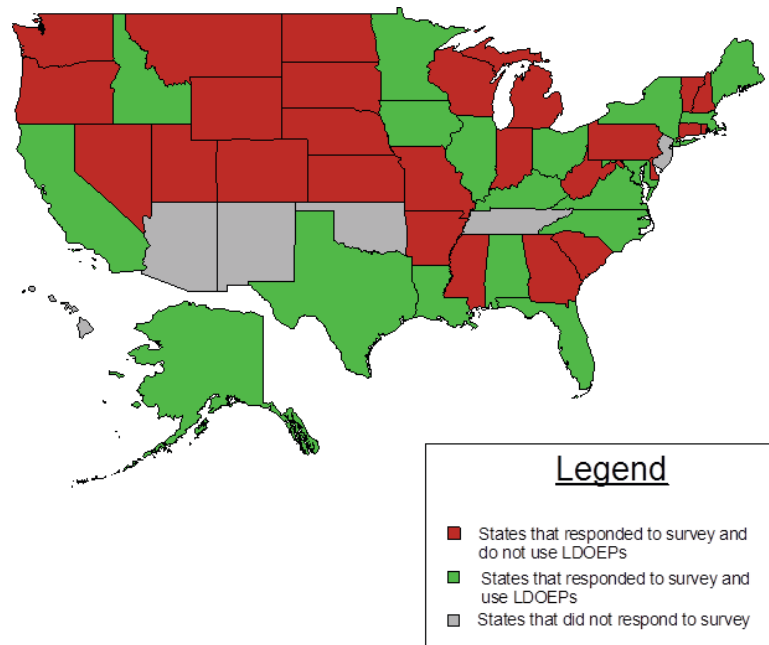 Legend
States that responded to survey and
do not use LDOEPs
States that responded to survey and
use LDOEPs
States that did not respond to survey